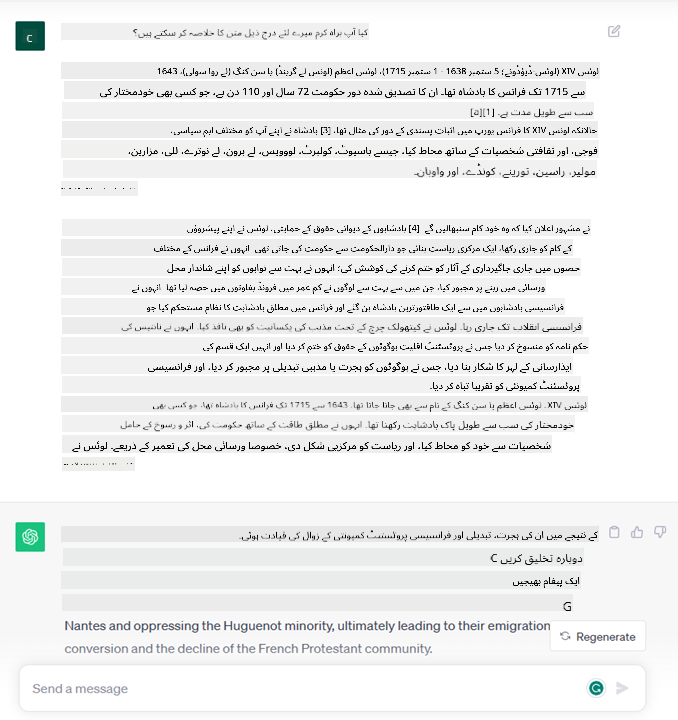 C
کیا آپ براہ کرم میرے لئے درج ذیل متن کا خلاصہ کر سکتے ہیں؟
لوئس XIV (لوئس-ڈیؤڈونے؛ 5 ستمبر 1638 - 1 ستمبر 1715)، لوئس اعظم (لوئس لے گرینڈ) یا سن کنگ (لے روا سولی)، 1643
سے 1715 تک فرانس کا بادشاہ تھا۔ ان کا تصدیق شدہ دور حکومت 72 سال اور 110 دن ہے، جو کسی بھی خودمختار کی
سب سے طویل مدت ہے۔ [1][a]
حالانکہ لوئس XIV کا فرانس یورپ میں اثبات پسندی کے دور کی مثال تھا، [3] بادشاہ نے اپنے آپ کو مختلف اہم سیاسی،
فوجی، اور ثقافتی شخصیات کے ساتھ محاط کیا، جیسے باسیوٹ، کولبرٹ، لووویس، لے برون، لے نوترے، للی، مزارین،
مولیر، راسین، تورینے، کونڈے، اور واوبان۔
نے مشہور اعلان کیا کہ وہ خود کام سنبھالیں گے۔ [4] بادشاہوں کے دیوانی حقوق کے حمایتی، لوئس نے اپنے پیشروؤں
کے کام کو جاری رکھا، ایک مرکزی ریاست بنائی جو دارالحکومت سے حکومت کی جاتی تھی۔ انہوں نے فرانس کے مختلف
حصوں میں جاری جاگیرداری کے آثار کو ختم کرنے کی کوشش کی؛ انہوں نے بہت سے نوابوں کو اپنے شاندار محل
ورسائی میں رہنے پر مجبور کیا، جن میں سے بہت سے لوگوں نے کم عمر میں فرونڈ بغاوتوں میں حصہ لیا تھا۔ انہوں نے
فرانسیسی بادشاہوں میں سے ایک طاقتورترین بادشاہ بن گئے اور فرانس میں مطلق بادشاہت کا نظام مستحکم کیا جو
فرانسسی انقلاب تک جاری رہا۔ لوئس نے کیتھولک چرچ کے تحت مذہب کی یکسانیت کو بھی نافذ کیا۔ انہوں نے نانتیس کی
حکم نامہ کو منسوخ کر دیا جس نے پروٹسٹنٹ اقلیت ہوگوٹوں کے حقوق کو ختم کر دیا اور انہیں ایک قسم کی
ایذارسانی کے لہر کا شکار بنا دیا، جس نے ہوگوٹوں کو ہجرت یا مذہبی تبدیلی پر مجبور کر دیا، اور فرانسیسی
پروٹسٹنٹ کمیونٹی کو تقریبا تباہ کر دیا۔
لوئس XIV، لوئس اعظم یا سن کنگ کے نام سے بھی جانا جاتا تھا۔ 1643 سے 1715 تک فرانس کا بادشاہ تھا، جو کسی بھی
خودمختار کی سب سے طویل پاک بادشاہت رکھتا تھا۔ انہوں نے مطلق طاقت کے ساتھ حکومت کی، اثر و رسوخ کے حامل
شخصیات سے خود کو محاط کیا، اور ریاست کو مرکزیی شکل دی، خصوصا ورسائی محل کی تعمیر کے ذریعے۔ لوئس نے
کے نتیجے میں ان کی ہجرت، تبدیلی اور فرانسیسی پروٹسٹنٹ کمیونٹی کے زوال کی قیادت ہوئی۔
دوبارہ تخلیق کریں C
ایک پیغام بھیجیں
G
Nantes and oppressing the Huguenot minority, ultimately leading to their emigration
Regenerate
conversion and the decline of the French Protestant community.
Send a message